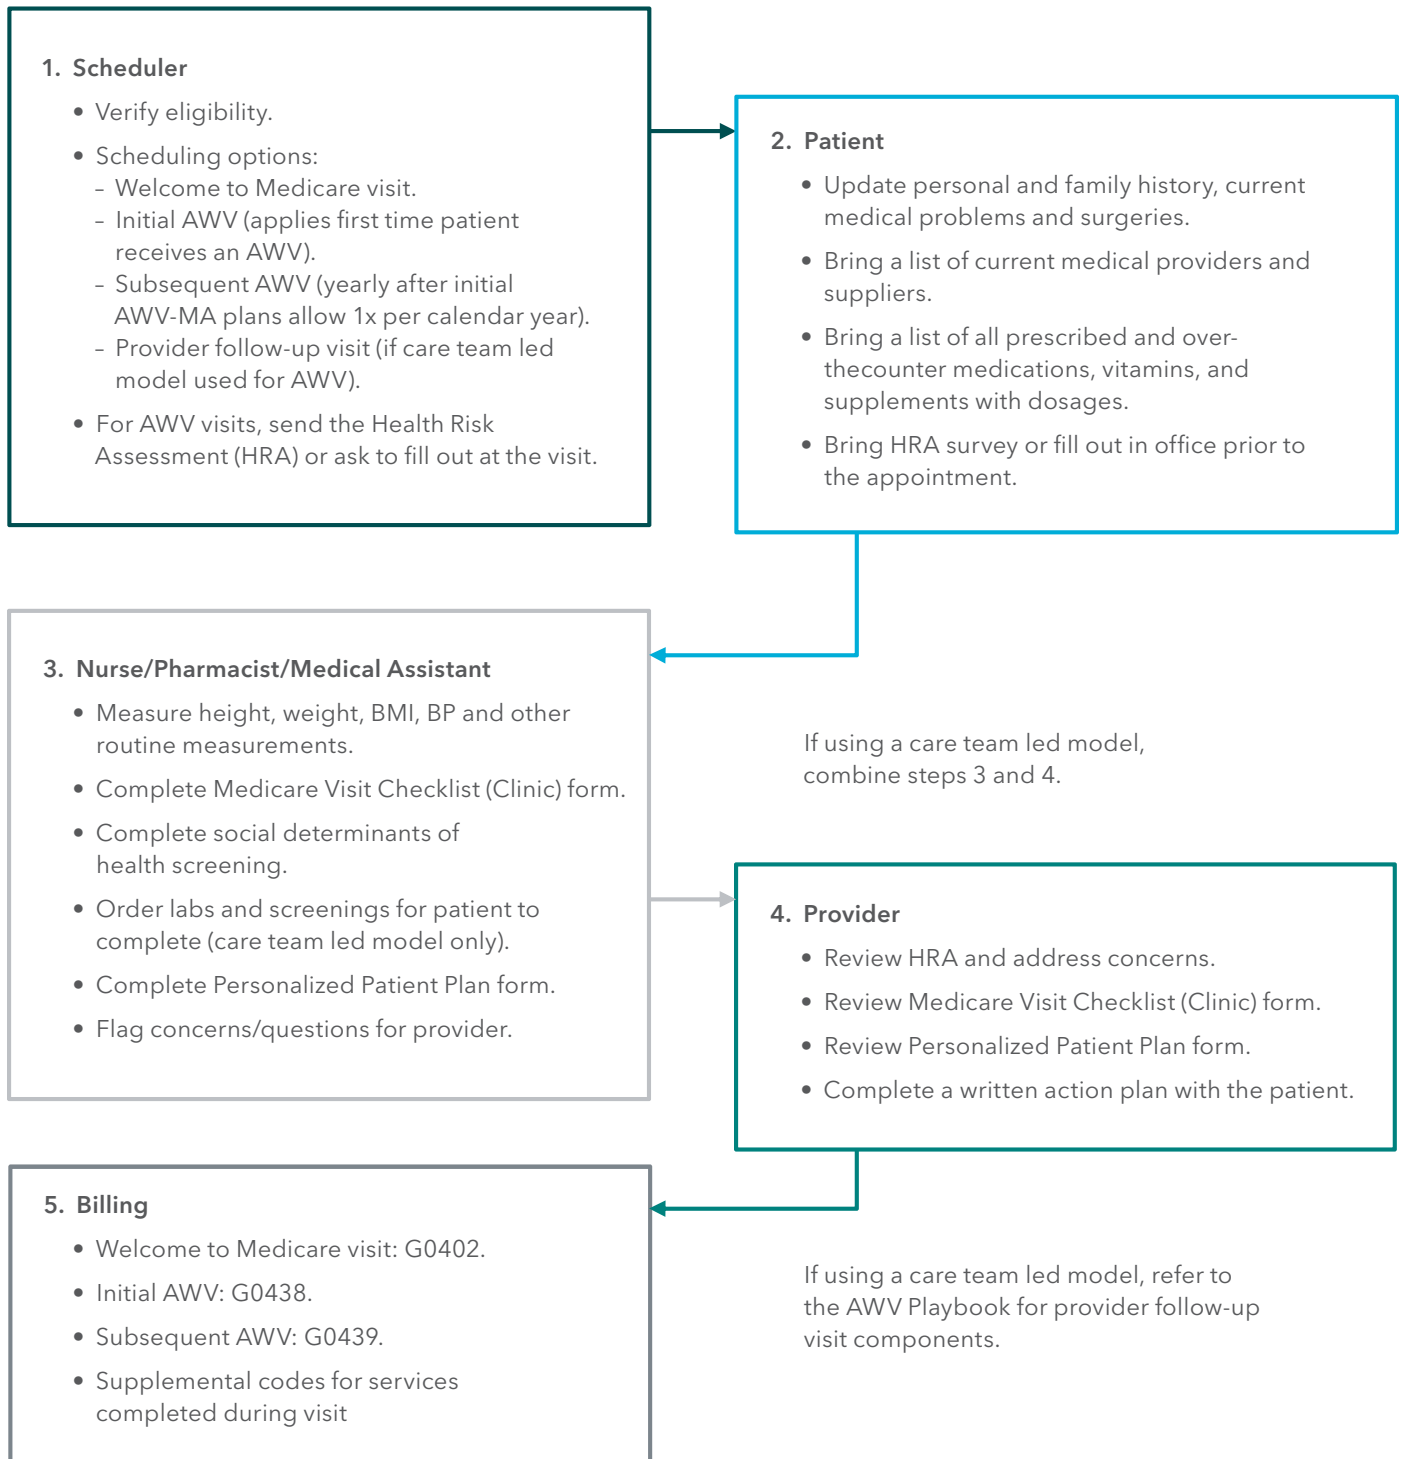 1. Scheduler
• Verify eligibility.
• Scheduling options:
– Welcome to Medicare visit.
– Initial AWV (applies first time patient
receives an AWV).
– Subsequent AWV (yearly after initial
AWV-MA plans allow 1x per calendar year).
– Provider follow-up visit (if care team led
model used for AWV).
• For AWV visits, send the Health Risk
Assessment (HRA) or ask to fill out at the visit.
2. Patient
• Update personal and family history, current
medical problems and surgeries.
• Bring a list of current medical providers and
suppliers.
• Bring a list of all prescribed and over-
thecounter medications, vitamins, and
supplements with dosages.
• Bring HRA survey or fill out in office prior to
the appointment.
3. Nurse/Pharmacist/Medical Assistant
• Measure height, weight, BMI, BP and other
routine measurements.
• Complete Medicare Visit Checklist (Clinic) form.
• Complete social determinants of
health screening.
• Order labs and screenings for patient to
complete (care team led model only).
• Complete Personalized Patient Plan form.
• Flag concerns/questions for provider.
If using a care team led model,
combine steps 3 and 4.
4. Provider
• Review HRA and address concerns.
• Review Medicare Visit Checklist (Clinic) form.
• Review Personalized Patient Plan form.
• Complete a written action plan with the patient.
5. Billing
• Welcome to Medicare visit: G0402.
• Initial AWV: G0438.
• Subsequent AWV: G0439.
• Supplemental codes for services
completed during visit
If using a care team led model, refer to
the AWV Playbook for provider follow-up
visit components.